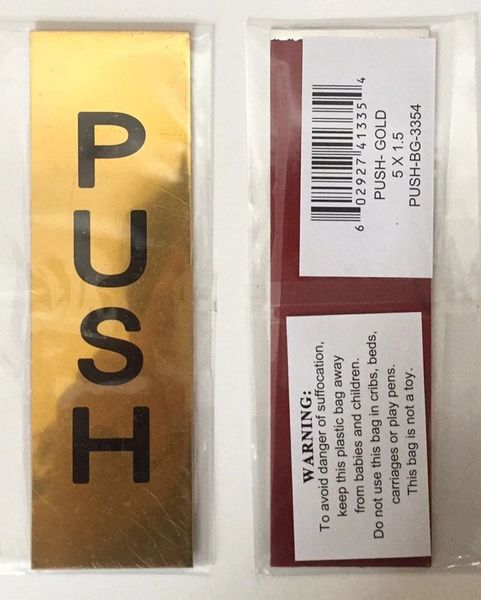 P
U
S
H
6 02927 41335 4
PUSH- GOLD
5 X 1.5
PUSH-BG-3354
WARNING:
To avoid danger of suffocation,
keep this plastic bag away
from babies and children.
Do not use this bag in cribs, beds,
carriages or play pens.
This bag is not a toy.